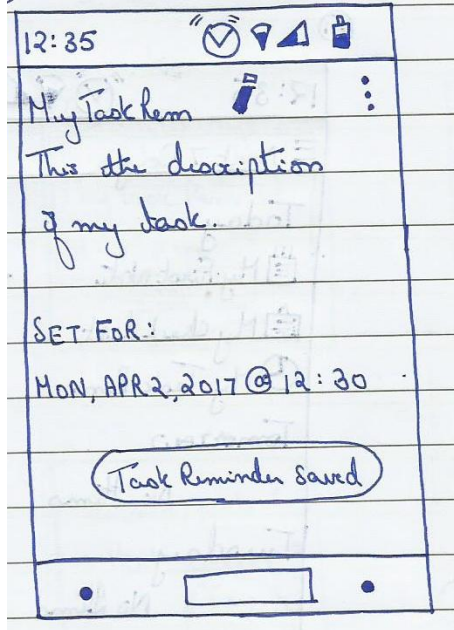 12:35
My Task Rem
This the description
of my task
SET FOR:
MON, APR 2, 2017 @ 12:30
Task Reminder Saved